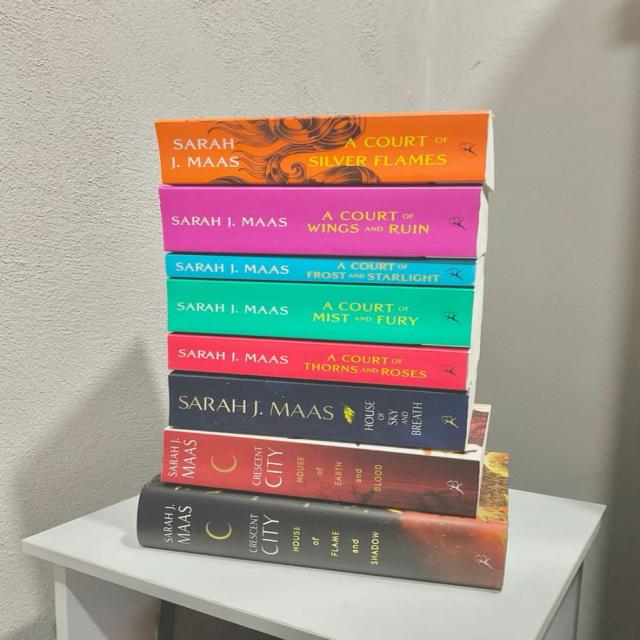 SARAH
J. MAAS
A COURT OF
SILVER FLAMES
SARAH J. MAAS
A COURT OF
WINGS AND RUIN
SARAH J. MAAS
A COURT OF
FROST AND STARLIGHT
SARAH J. MAAS
A COURT OF
MIST AND FURY
SARAH J. MAAS
A COURT OF
THORNS AND ROSES
SARAH J. MAAS
HOUSE
OF
SKY
AND
BREATH
SARAH J.
MAAS
CRESCENT
CITY
HOUSE
of
EARTH
and
BLOOD
SARAH J.
MAAS
CRESCENT
CITY
HOUSE
of
FLAME
and
SHADOW